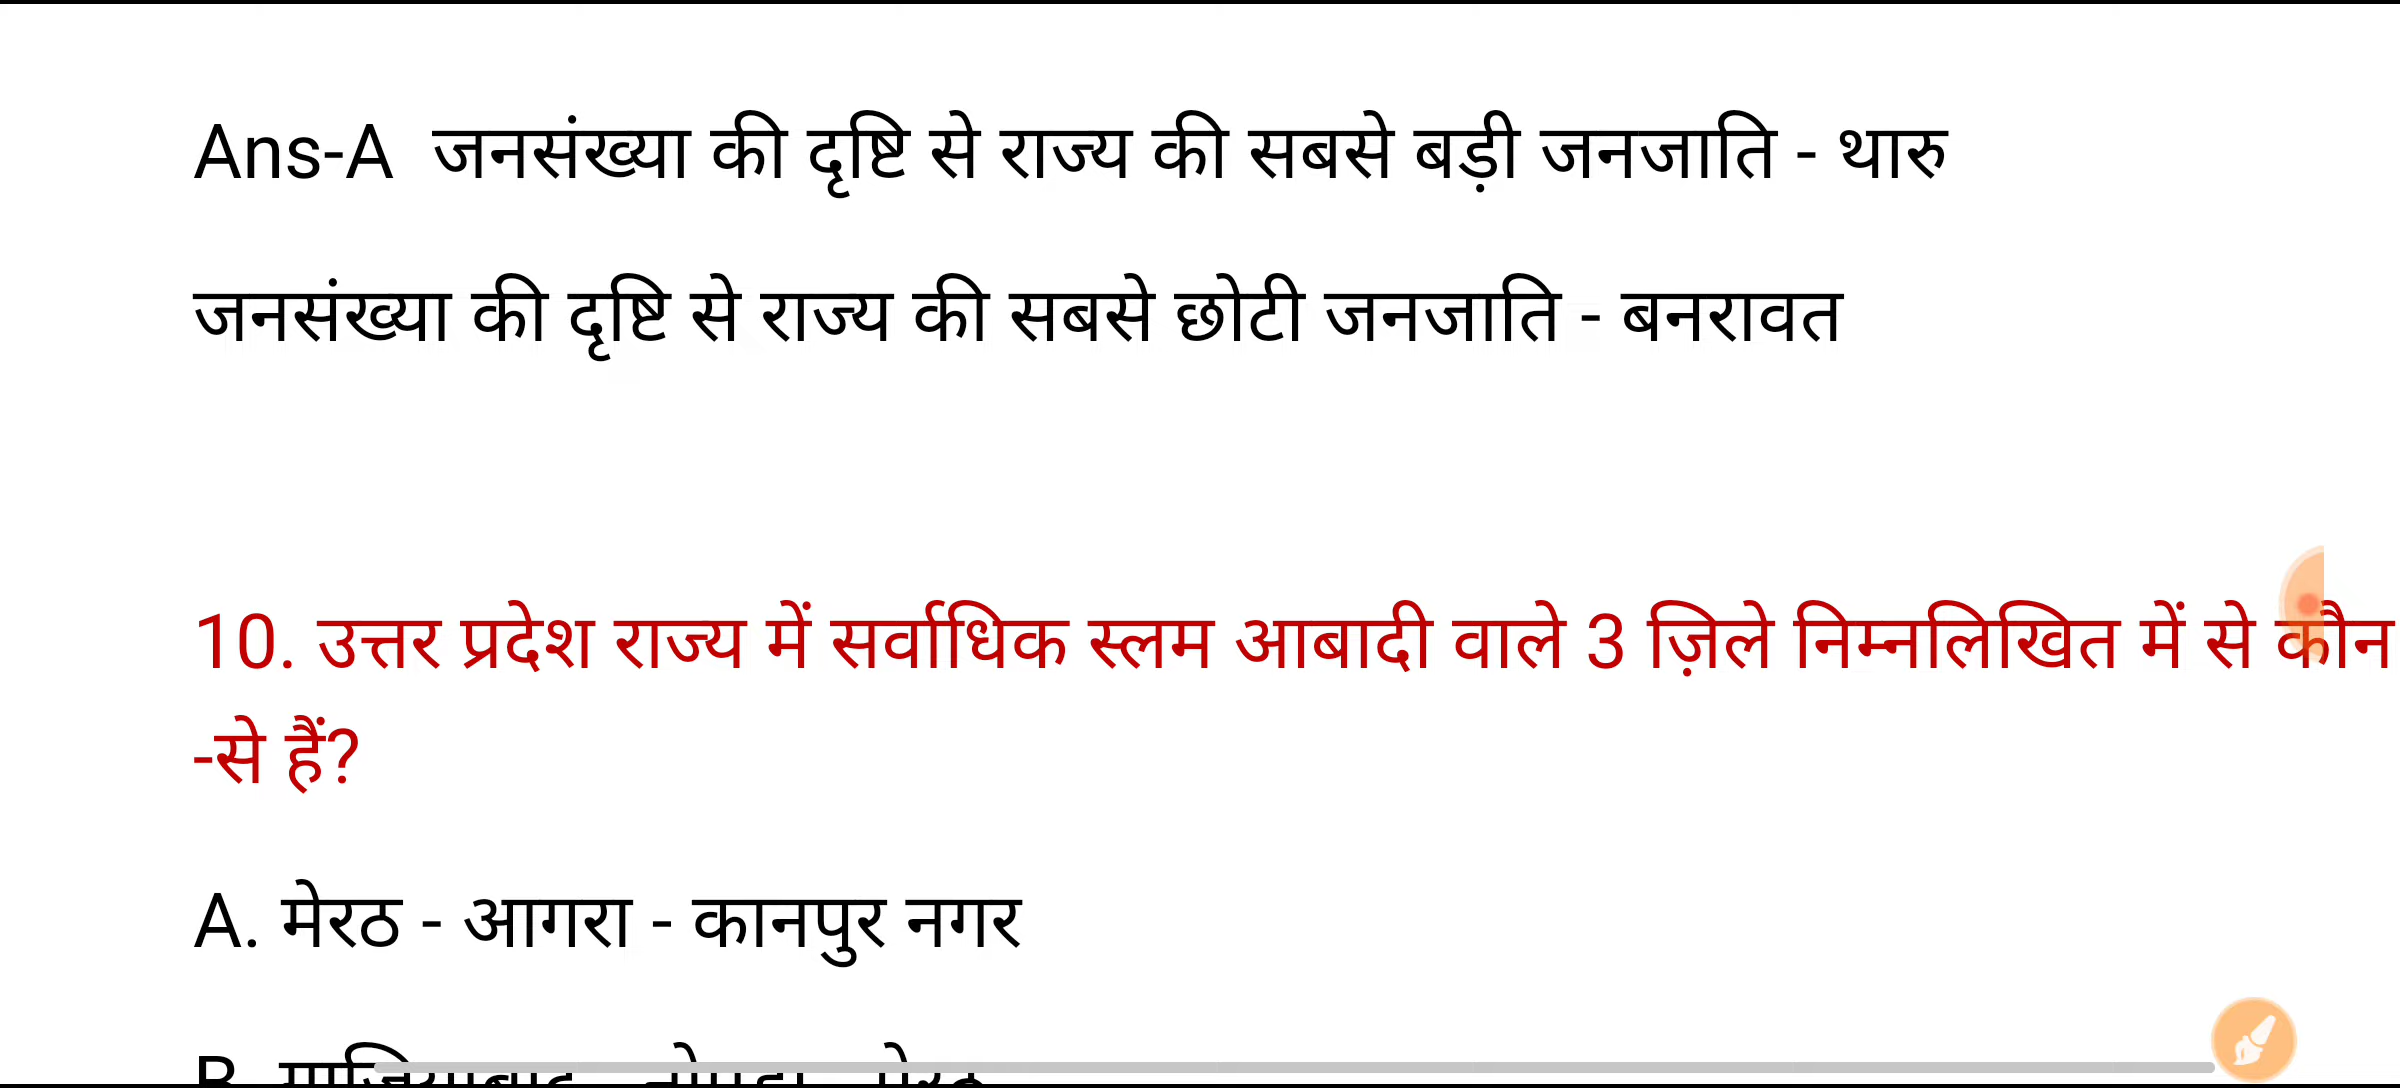 Ans-A जनसंख्या की दृष्टि से राज्य की सबसे बड़ी जनजाति - थारु
जनसंख्या की दृष्टि से राज्य की सबसे छोटी जनजाति - बनरावत
10. उत्तर प्रदेश राज्य में सर्वाधिक स्लम आबादी वाले 3 ज़िले निम्नलिखित में से कौन
-से हैं?
A. मेरठ - आगरा - कानपुर नगर
B